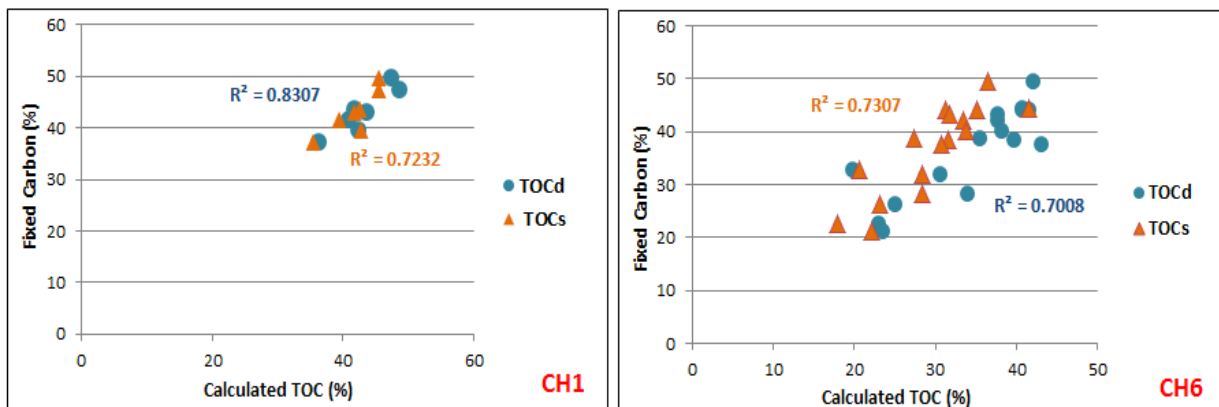 60
50
40
30
20
10
0
0
20
40
60
Fixed Carbon (%)
Calculated TOC (%)
R² = 0.8307
R² = 0.7232
TOCd
TOCs
CH1
60
50
40
30
20
10
0
0
10
20
30
40
50
Fixed Carbon (%)
Calculated TOC (%)
R² = 0.7307
R² = 0.7008
TOCd
TOCs
CH6